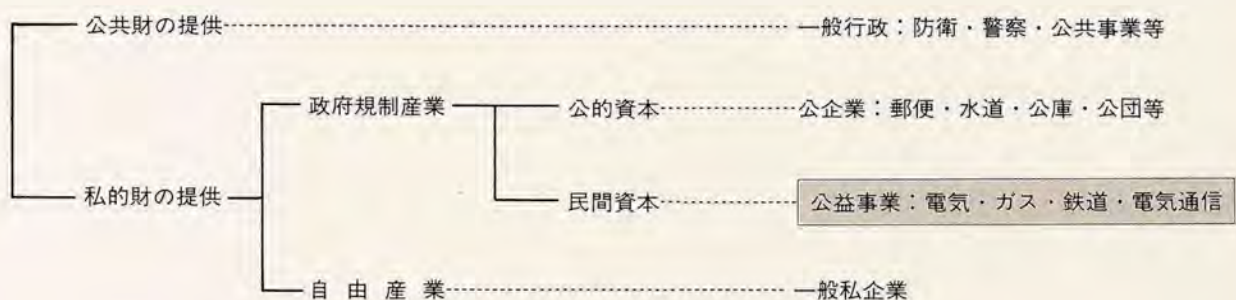 公共財の提供 一般行政：防衛・警察・公共事業等
政府規制産業 公的資本 公企業：郵便・水道・公庫・公団等
私的財の提供 民間資本 公益事業：電気・ガス・鉄道・電気通信
自由産業 一般私企業